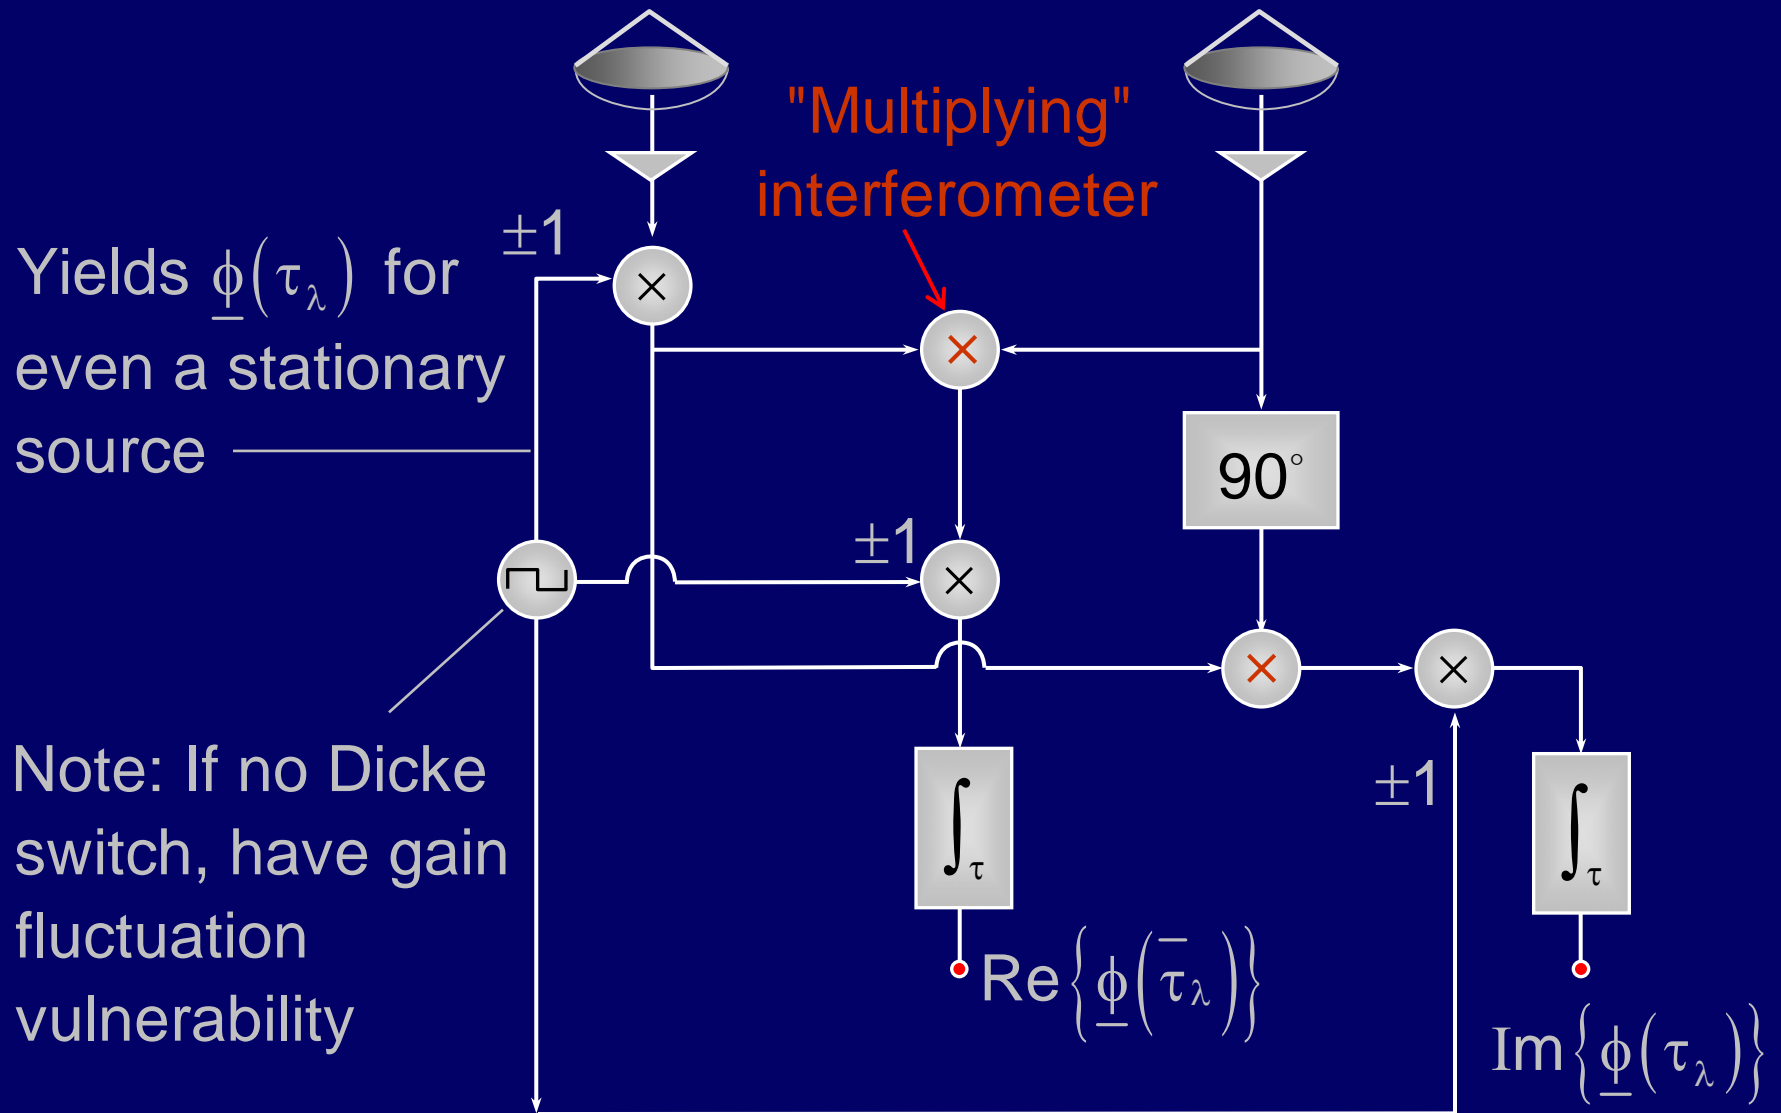 "Multiplying"
interferometer
±1
Yields φ(τ_λ) for
even a stationary
source
×
×
90°
±1
×
×
×
Note: If no Dicke
switch, have gain
fluctuation
vulnerability
±1
∫τ
∫τ
Re{φ(τ̅_λ)}
Im{φ(τ_λ)}